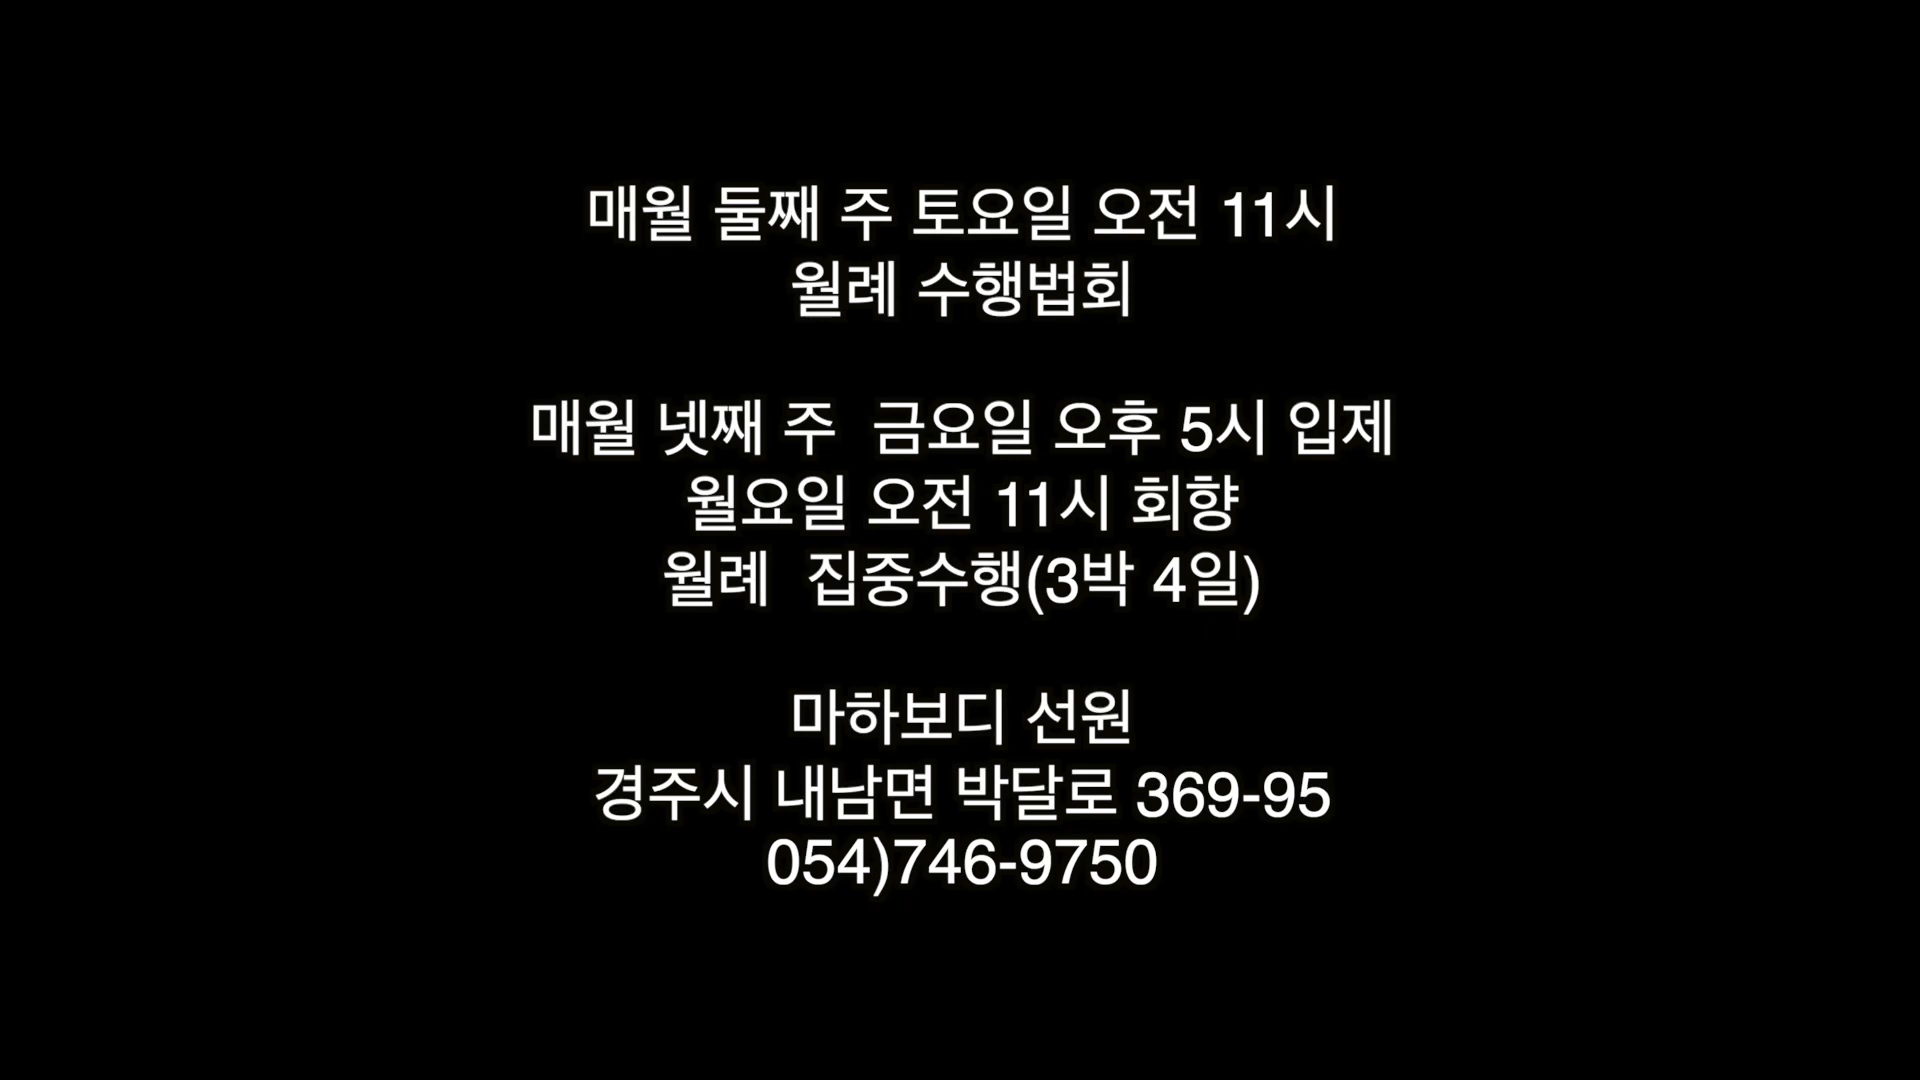 매월 둘째 주 토요일 오전 11시
월례 수행법회
매월 넷째 주 금요일 오후 5시 입제
월요일 오전 11시 회향
월례 집중수행(3박 4일)
마하보디 선원
경주시 내남면 박달로 369-95
054)746-9750